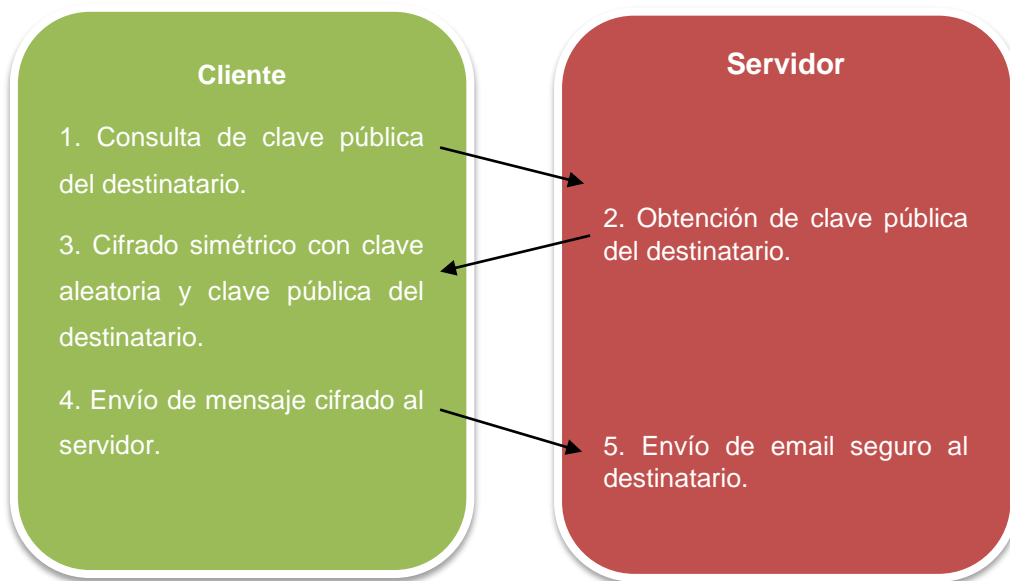 Cliente
1. Consulta de clave pública
del destinatario.
3. Cifrado simétrico con clave
aleatoria y clave pública del
destinatario.
4. Envío de mensaje cifrado al
servidor.
Servidor
2. Obtención de clave pública
del destinatario.
5. Envío de email seguro al
destinatario.